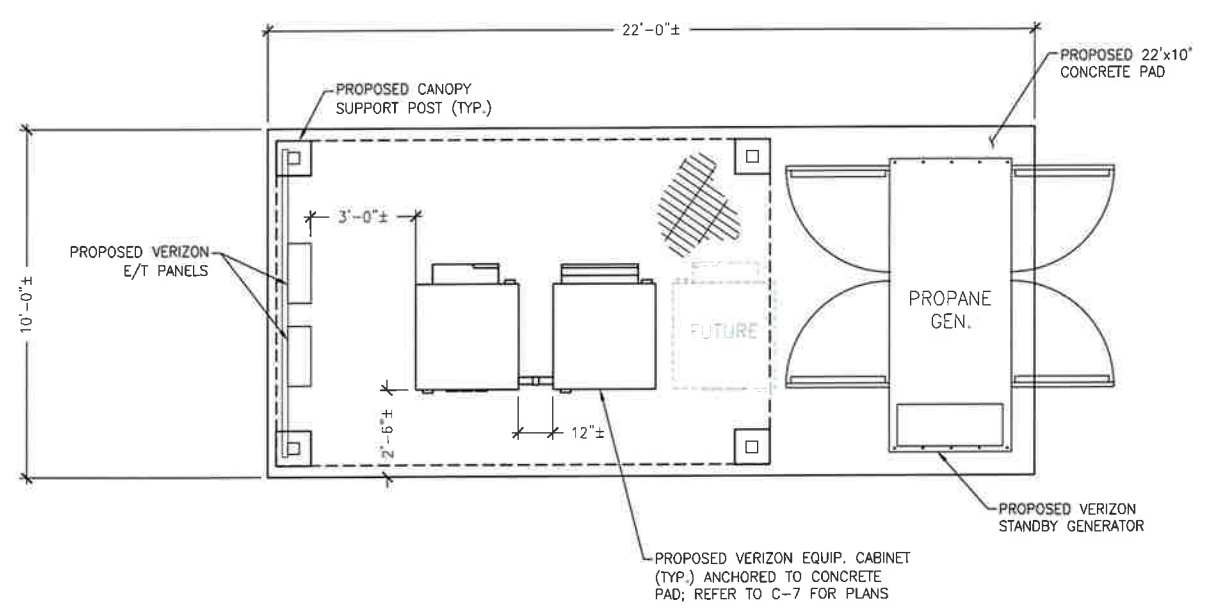 22'-0"±
PROPOSED 22'x10'
CONCRETE PAD
PROPOSED CANOPY
SUPPORT POST (TYP.)
3'-0"±
PROPOSED VERIZON
E/T PANELS
10'-0"±
PROPANE
GEN.
FUTURE
2'-6"±
12"±
PROPOSED VERIZON
STANDBY GENERATOR
PROPOSED VERIZON EQUIP. CABINET
(TYP.) ANCHORED TO CONCRETE
PAD; REFER TO C-7 FOR PLANS